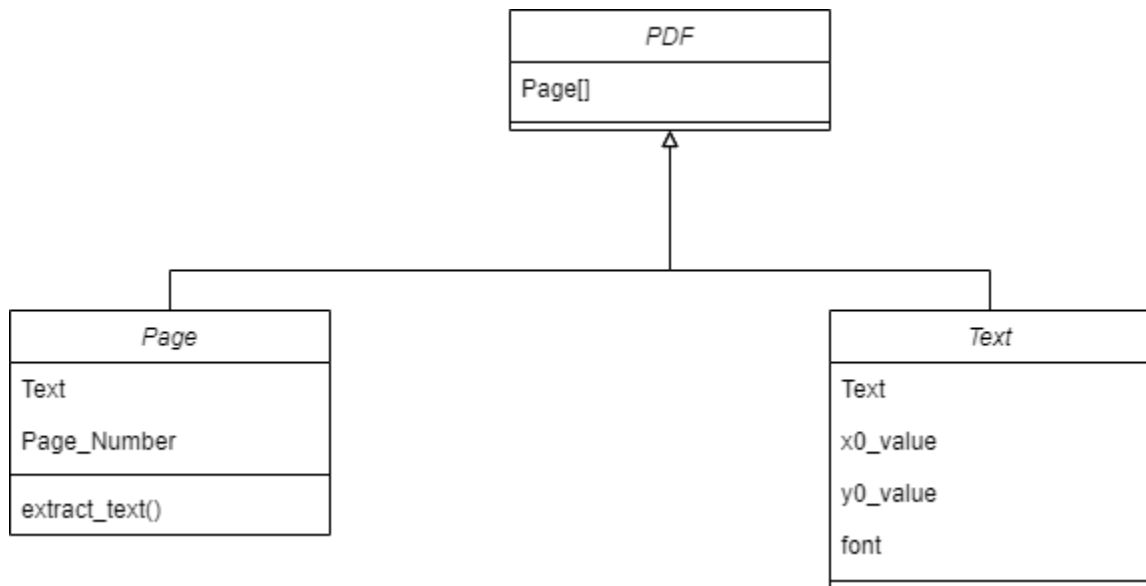 PDF
Page[]
Page
Text
Page_Number
extract_text()
Text
Text
x0_value
y0_value
font